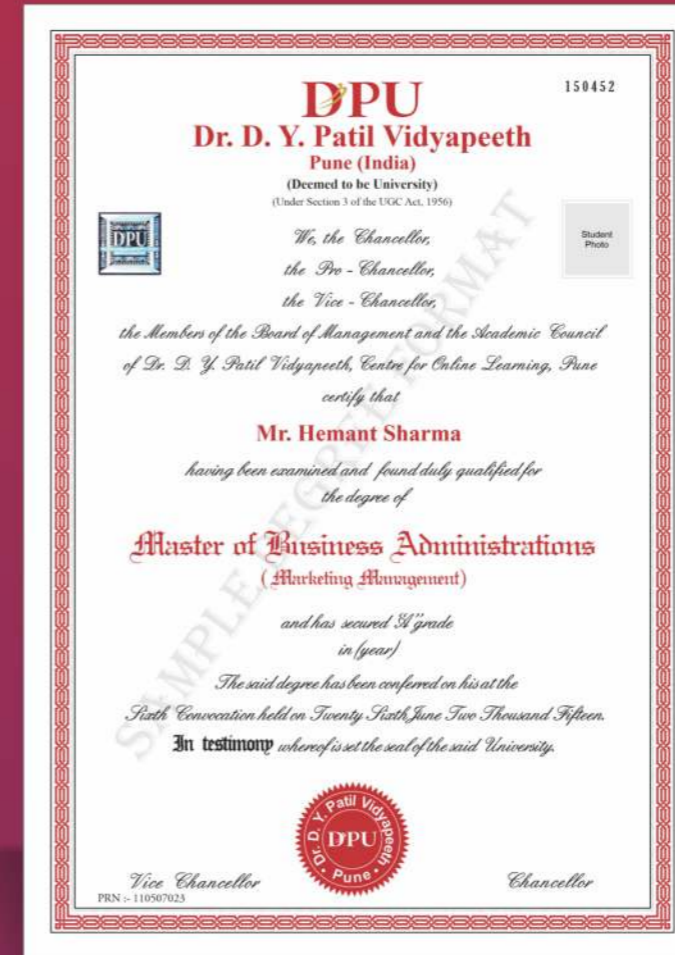 DPU
150452
Dr. D. Y. Patil Vidyapeeth
Pune (India)
(Deemed to be University)
(Under Section 3 of the UGC Act, 1956)
DPU
Student
Photo
We, the Chancellor,
the Pro - Chancellor,
the Vice - Chancellor,
the Members of the Board of Management and the Academic Council
of Dr. D. Y. Patil Vidyapeeth, Centre for Online Learning, Pune
certify that
Mr. Hemant Sharma
having been examined and found duly qualified for
the degree of
Master of Business Administrations
(Marketing Management)
and has secured "A" grade
in (year)
The said degree has been conferred on his at the
Sixth Convocation held on Twenty Sixth June Two Thousand Fifteen.
In testimony whereof is set the seal of the said University.
SAMPLE DEGREE FORMAT
Dr. D. Y. Patil Vidyapeeth
DPU
Pune
Vice Chancellor
Chancellor
PRN :- 110507023